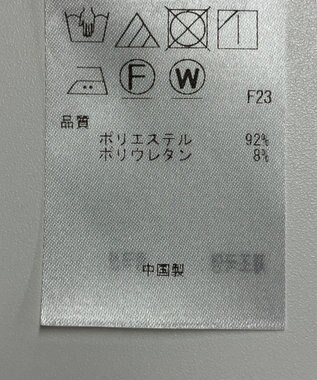 F W
F23
品質
ポリエステル 92%
ポリウレタン 8%
中国製